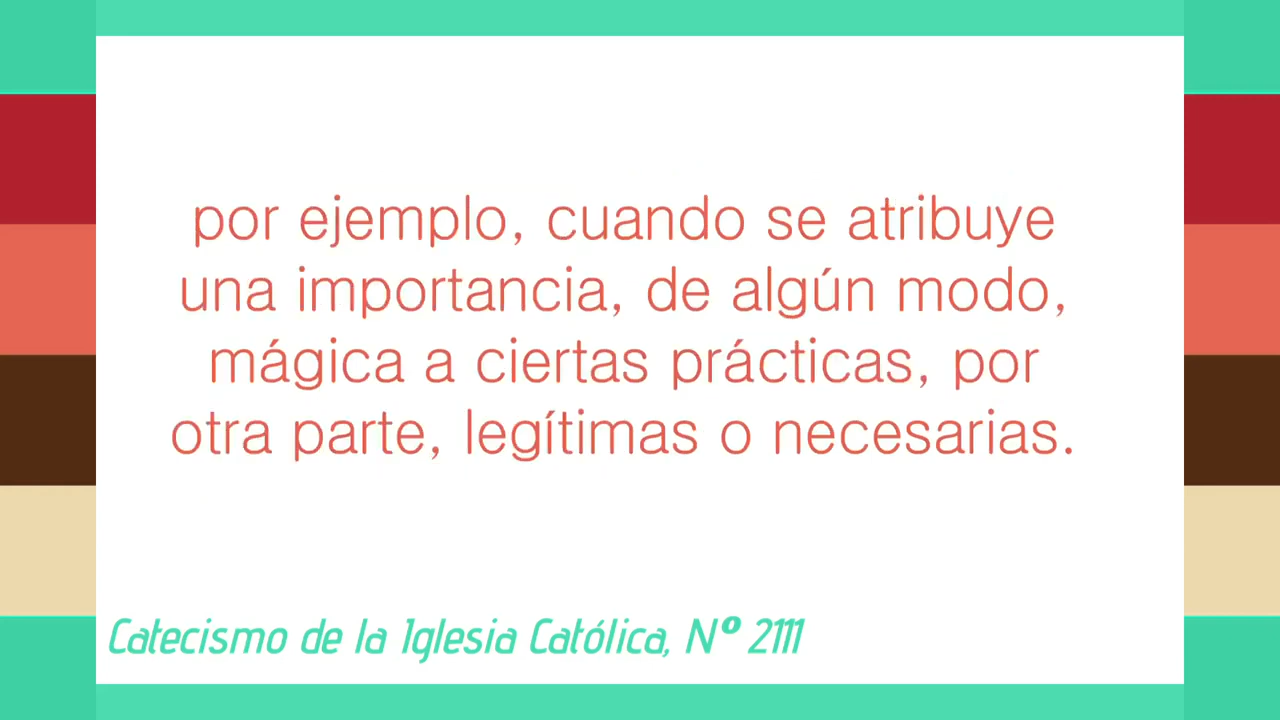 por ejemplo, cuando se atribuye
una importancia, de algún modo,
mágica a ciertas prácticas, por
otra parte, legítimas o necesarias.
Catecismo de la Iglesia Católica, Nº 2111